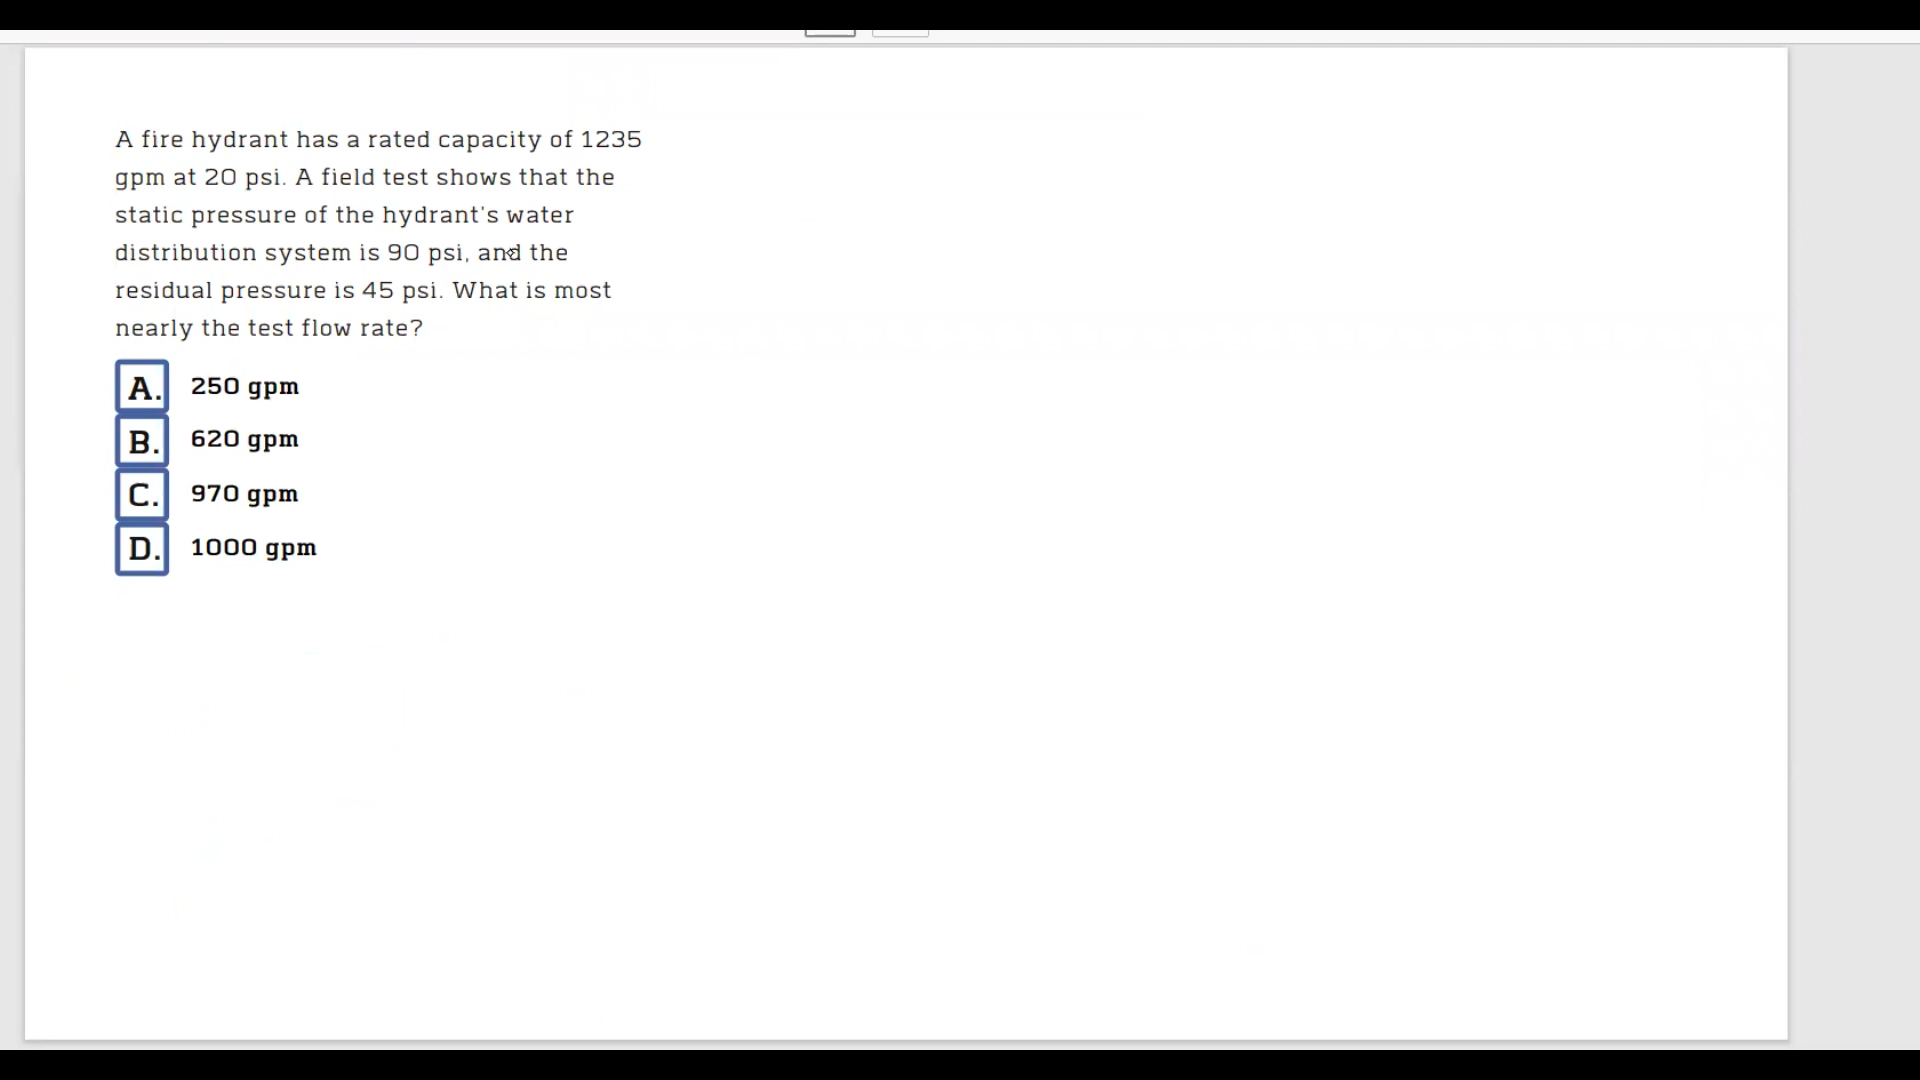 A fire hydrant has a rated capacity of 1235
gpm at 20 psi. A field test shows that the
static pressure of the hydrant's water
distribution system is 90 psi, and the
residual pressure is 45 psi. What is most
nearly the test flow rate?
A. 250 gpm
B. 620 gpm
C. 970 gpm
D. 1000 gpm